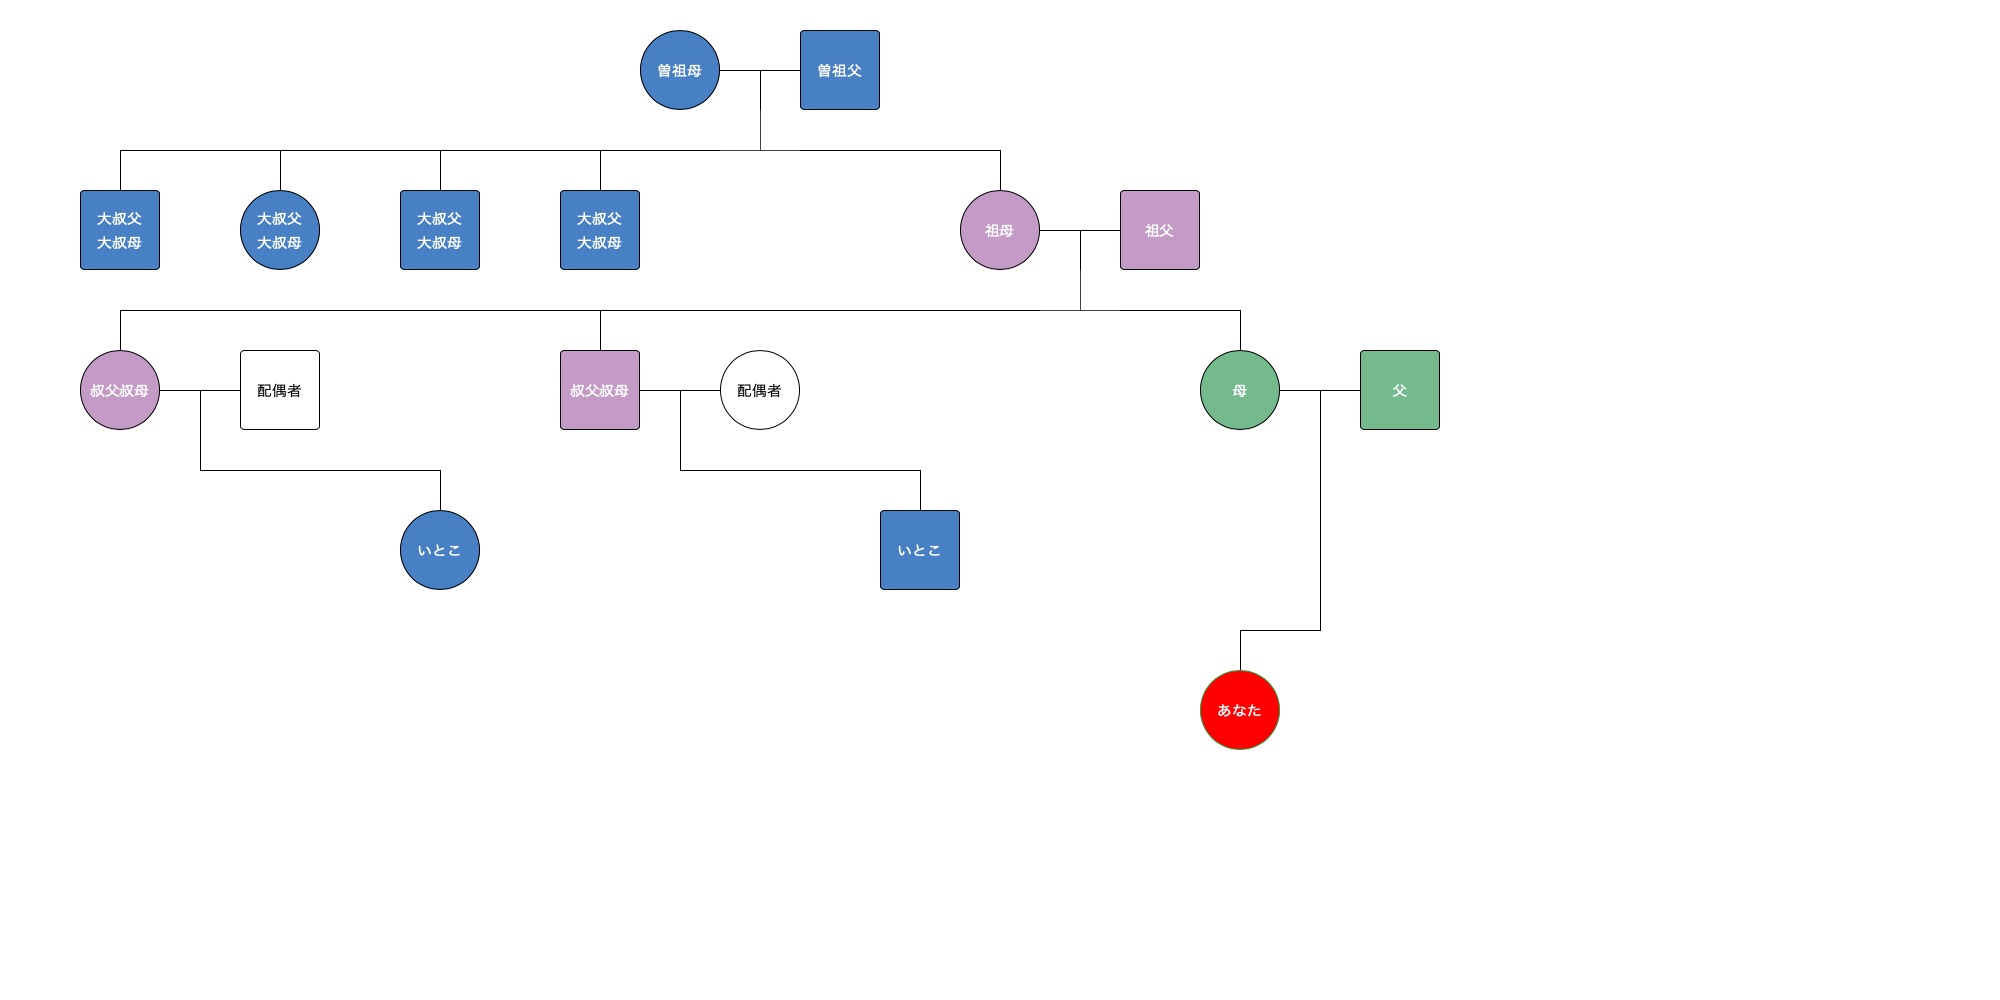 曽祖母
曽祖父
大叔父
大叔母
大叔父
大叔母
大叔父
大叔母
大叔父
大叔母
祖母
祖父
叔父叔母
配偶者
叔父叔母
配偶者
母
父
いとこ
いとこ
あなた